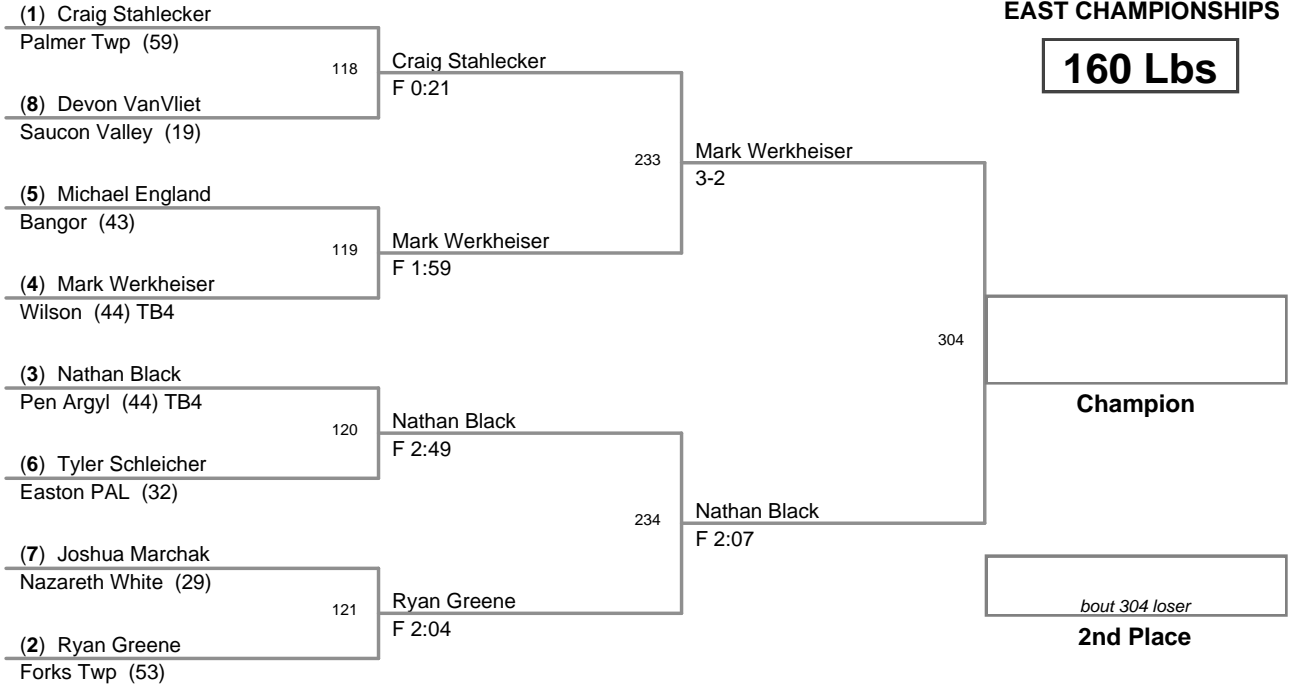 EAST CHAMPIONSHIPS
160 Lbs
(1) Craig Stahlecker
Palmer Twp (59)
118
Craig Stahlecker
F 0:21
(8) Devon VanVliet
Saucon Valley (19)
233
Mark Werkheiser
3-2
(5) Michael England
Bangor (43)
119
Mark Werkheiser
F 1:59
(4) Mark Werkheiser
Wilson (44) TB4
304
Champion
(3) Nathan Black
Pen Argyl (44) TB4
120
Nathan Black
F 2:49
(6) Tyler Schleicher
Easton PAL (32)
234
Nathan Black
F 2:07
(7) Joshua Marchak
Nazareth White (29)
121
Ryan Greene
F 2:04
(2) Ryan Greene
Forks Twp (53)
bout 304 loser
2nd Place